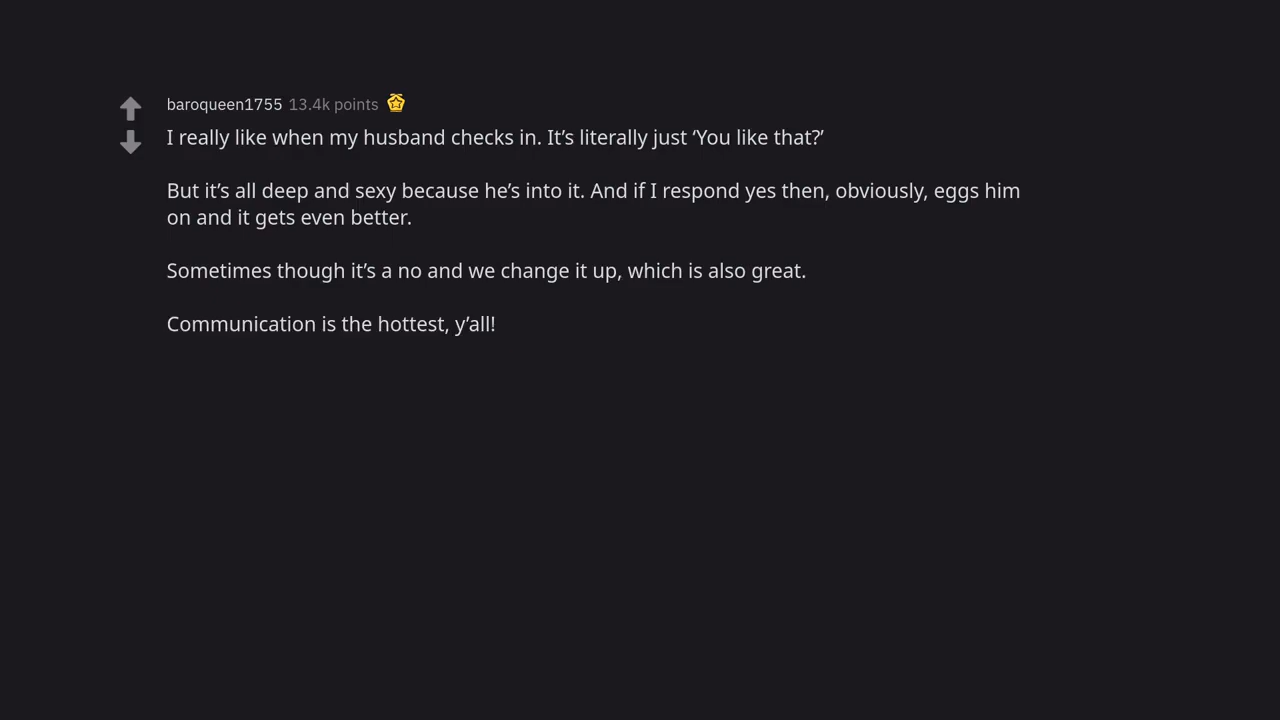 baroqueen1755 13.4k points
I really like when my husband checks in. It’s literally just ‘You like that?’
But it’s all deep and sexy because he’s into it. And if I respond yes then, obviously, eggs him
on and it gets even better.
Sometimes though it’s a no and we change it up, which is also great.
Communication is the hottest, y’all!